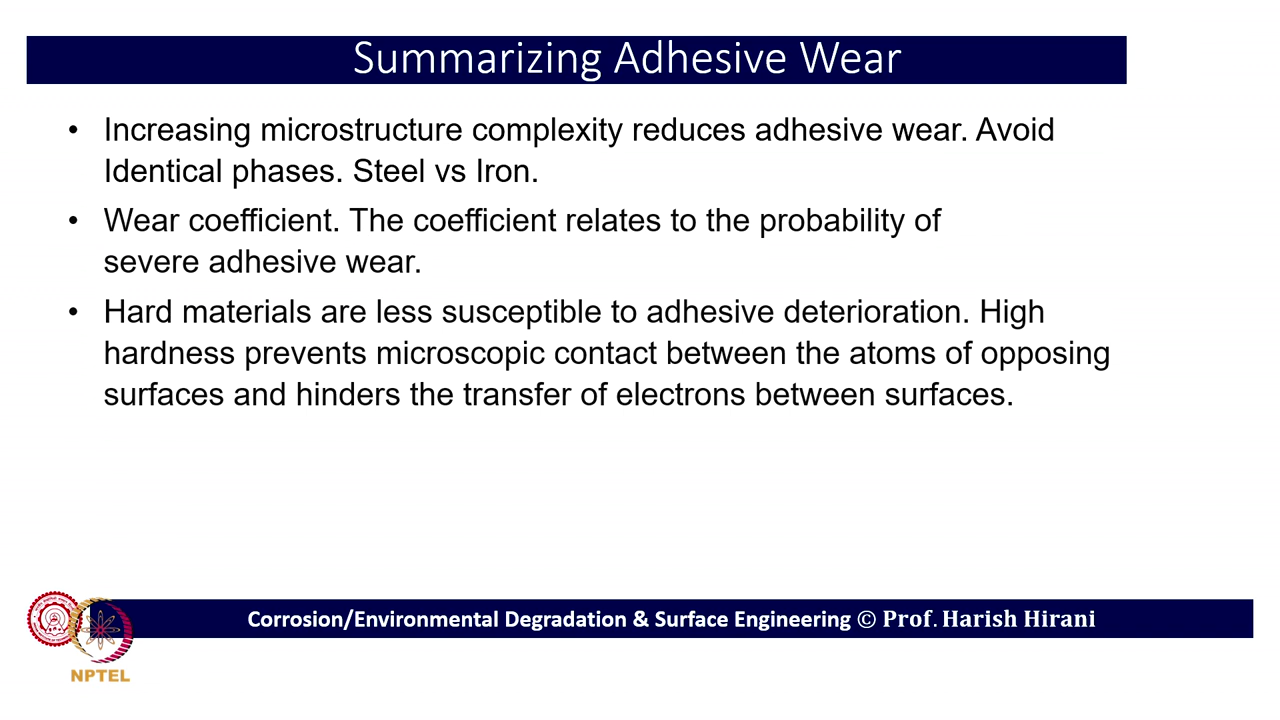 Summarizing Adhesive Wear
• Increasing microstructure complexity reduces adhesive wear. Avoid
Identical phases. Steel vs Iron.
• Wear coefficient. The coefficient relates to the probability of
severe adhesive wear.
• Hard materials are less susceptible to adhesive deterioration. High
hardness prevents microscopic contact between the atoms of opposing
surfaces and hinders the transfer of electrons between surfaces.
Corrosion/Environmental Degradation & Surface Engineering © Prof. Harish Hirani
NPTEL